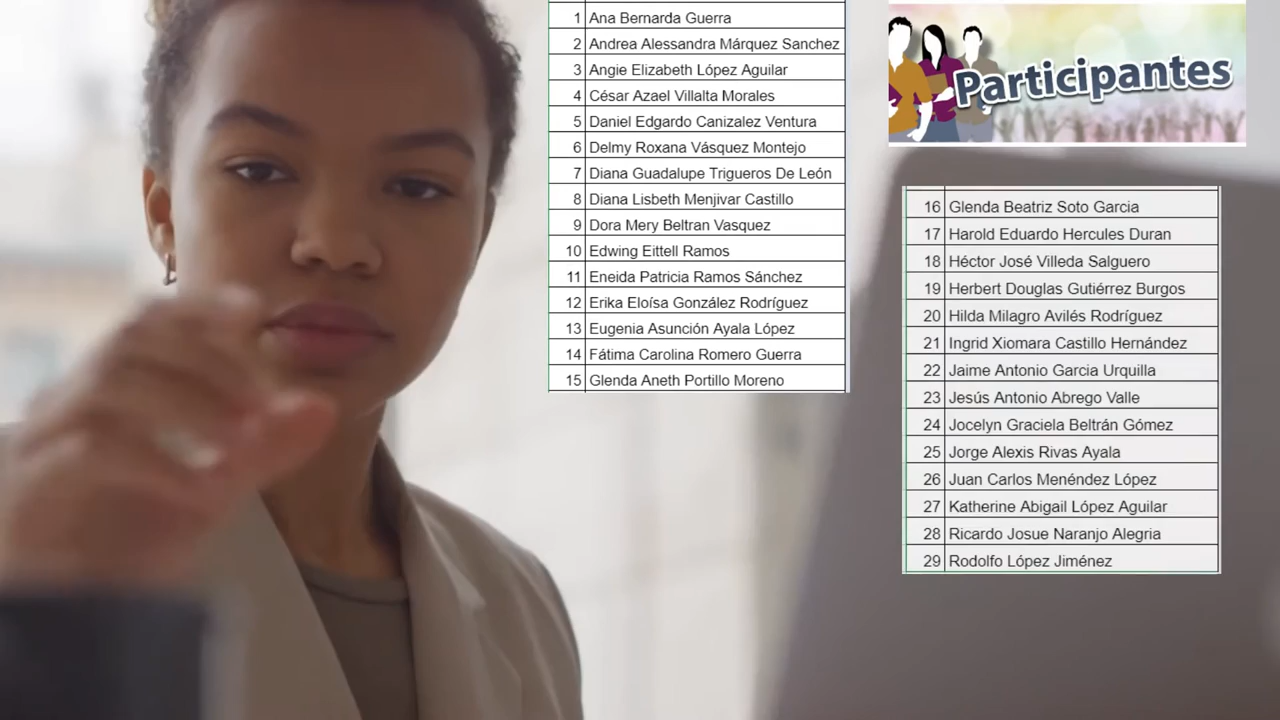 1 Ana Bernarda Guerra
2 Andrea Alessandra Márquez Sanchez
3 Angie Elizabeth López Aguilar
4 César Azael Villalta Morales
5 Daniel Edgardo Canizalez Ventura
6 Delmy Roxana Vásquez Montejo
7 Diana Guadalupe Trigueros De León
8 Diana Lisbeth Menjivar Castillo
9 Dora Mery Beltran Vasquez
10 Edwing Eittell Ramos
11 Eneida Patricia Ramos Sánchez
12 Erika Eloísa González Rodríguez
13 Eugenia Asunción Ayala López
14 Fátima Carolina Romero Guerra
15 Glenda Aneth Portillo Moreno
Participantes
16 Glenda Beatriz Soto Garcia
17 Harold Eduardo Hercules Duran
18 Héctor José Villeda Salguero
19 Herbert Douglas Gutiérrez Burgos
20 Hilda Milagro Avilés Rodríguez
21 Ingrid Xiomara Castillo Hernández
22 Jaime Antonio Garcia Urquilla
23 Jesús Antonio Abrego Valle
24 Jocelyn Graciela Beltrán Gómez
25 Jorge Alexis Rivas Ayala
26 Juan Carlos Menéndez López
27 Katherine Abigail López Aguilar
28 Ricardo Josue Naranjo Alegria
29 Rodolfo López Jiménez